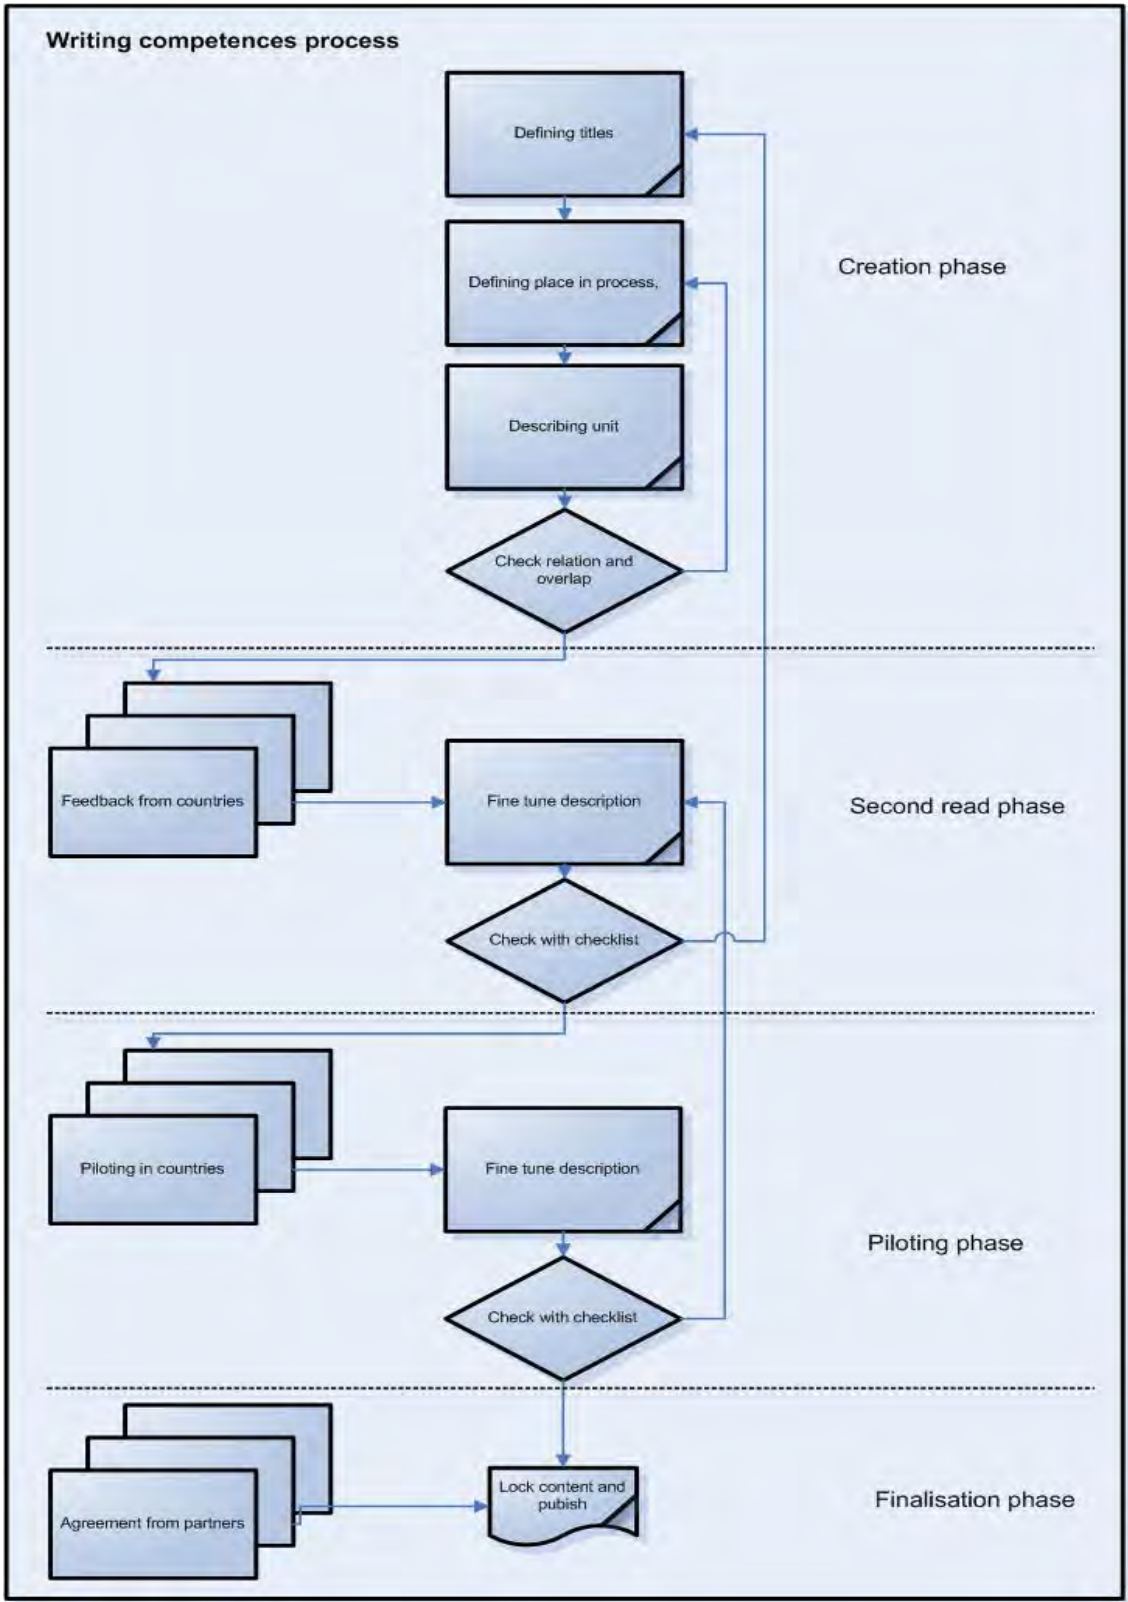 Writing competences process
Defining titles
Defining place in process,
Creation phase
Describing unit
Check relation and
overlap
Feedback from countries
Fine tune description
Second read phase
Check with checklist
Piloting in countries
Fine tune description
Piloting phase
Check with checklist
Lock content and
pubish
Agreement from partners
Finalisation phase